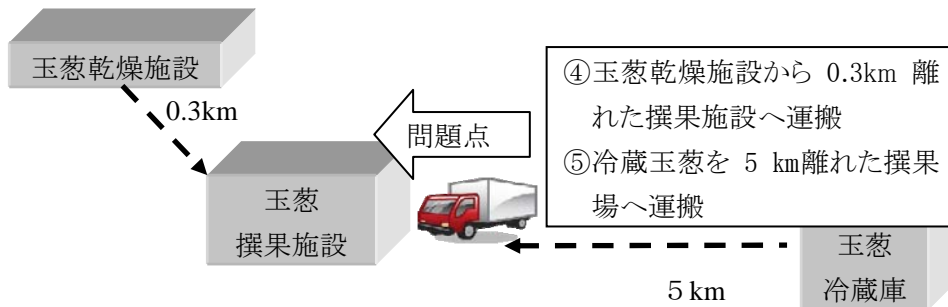 玉葱乾燥施設
0.3km
問題点
④玉葱乾燥施設から 0.3km 離
れた撰果施設へ運搬
⑤冷蔵玉葱を 5 km離れた撰果
場へ運搬
玉葱
撰果施設
玉葱
冷蔵庫
5 km